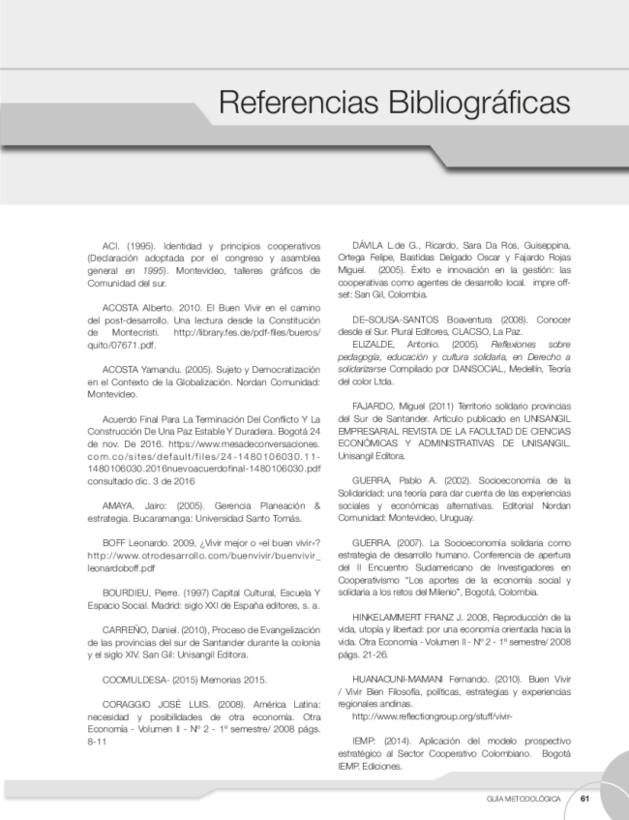 Referencias Bibliográficas
ACI. (1995). Identidad y principios cooperativos
(Declaración adoptada por el congreso y asamblea
general en 1995). Montevideo, talleres gráficos de
Comunidad del sur.
ACOSTA Alberto. 2010. El Buen Vivir en el camino
del post-desarrollo. Una lectura desde la Constitución
de Montecristi. http://library.fes.de/pdf-files/bueros/
quito/07671.pdf.
ACOSTA Yamandu. (2005). Sujeto y Democratización
en el Contexto de la Globalización. Nordan Comunidad:
Montevideo.
Acuerdo Final Para La Terminación Del Conflicto Y La
Construcción De Una Paz Estable Y Duradera. Bogotá 24
de nov. De 2016. https://www.mesadeconversaciones.
com.co/sites/default/files/24-1480106030.11-
1480106030.2016nuevoacuerdofinal-1480106030.pdf
consultado dic. 3 de 2016
AMAYA. Jairo: (2005). Gerencia Planeación &
estrategia. Bucaramanga: Universidad Santo Tomás.
BOFF Leonardo. 2009, ¿Vivir mejor o «el buen vivir»?
http://www.otrodesarrollo.com/buenvivir/buenvivir_
leonardoboff.pdf
BOURDIEU, Pierre. (1997) Capital Cultural, Escuela Y
Espacio Social. Madrid: siglo XXI de España editores, s. a.
CARREÑO, Daniel. (2010), Proceso de Evangelización
de las provincias del sur de Santander durante la colonia
y el siglo XIV. San Gil: Unisangil Editora.
COOMULDESA- (2015) Memorias 2015.
CORAGGIO JOSÉ LUIS. (2008). América Latina:
necesidad y posibilidades de otra economía. Otra
Economía - Volumen II - Nº 2 - 1º semestre/ 2008 págs.
8-11
DÁVILA L.de G., Ricardo, Sara Da Ros, Guiseppina,
Ortega Felipe, Bastidas Delgado Oscar y Fajardo Rojas
Miguel. (2005). Éxito e innovación en la gestión: las
cooperativas como agentes de desarrollo local. impre off-
set: San Gil, Colombia.
DE–SOUSA-SANTOS Boaventura (2008). Conocer
desde el Sur. Plural Editores, CLACSO, La Paz.
ELIZALDE, Antonio. (2005). Reflexiones sobre
pedagogía, educación y cultura solidaria, en Derecho a
solidarizarse Compilado por DANSOCIAL, Medellín, Teoría
del color Ltda.
FAJARDO, Miguel (2011) Territorio solidario provincias
del Sur de Santander. Artículo publicado en UNISANGIL
EMPRESARIAL REVISTA DE LA FACULTAD DE CIENCIAS
ECONÓMICAS Y ADMINISTRATIVAS DE UNISANGIL.
Unisangil Editora.
GUERRA, Pablo A. (2002). Socioeconomía de la
Solidaridad; una teoría para dar cuenta de las experiencias
sociales y económicas alternativas. Editorial Nordan
Comunidad: Montevideo, Uruguay.
GUERRA. (2007). La Socioeconomía solidaria como
estrategia de desarrollo humano. Conferencia de apertura
del II Encuentro Sudamericano de Investigadores en
Cooperativismo "Los aportes de la economía social y
solidaria a los retos del Milenio", Bogotá, Colombia.
HINKELAMMERT FRANZ J. 2008, Reproducción de la
vida, utopía y libertad: por una economía orientada hacia la
vida. Otra Economía - Volumen II - Nº 2 - 1º semestre/ 2008
págs. 21-26.
HUANACUNI-MAMANI Fernando. (2010). Buen Vivir
/ Vivir Bien Filosofía, políticas, estrategias y experiencias
regionales andinas.
http://www.reflectiongroup.org/stuff/vivir-
IEMP: (2014). Aplicación del modelo prospectivo
estratégico al Sector Cooperativo Colombiano. Bogotá
IEMP. Ediciones.
GUÍA METODOLÓGICA 61